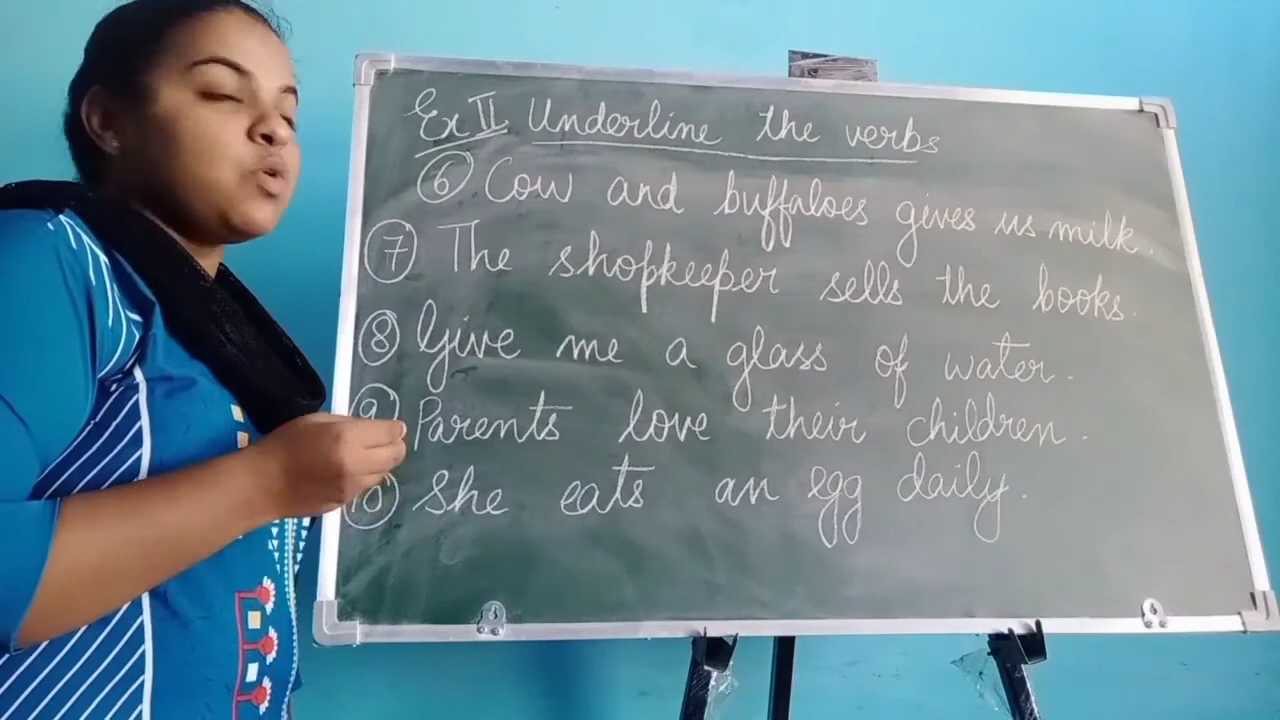 Ex II Underline the verbs
6 Cow and buffaloes gives us milk.
7 The shopkeeper sells the books.
8 Give me a glass of water.
9 Parents love their children.
10 She eats an egg daily.